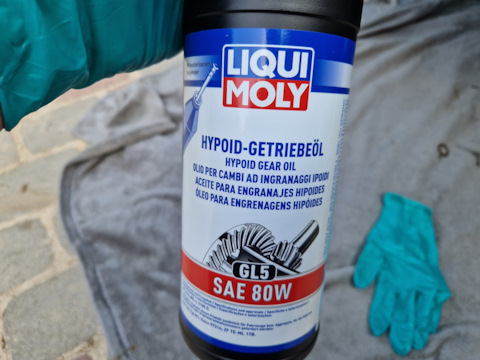 LIQUI
MOLY
HYPOID-GETRIEBEÖL
HYPOID GEAR OIL
OLIO PER CAMBI AD INGRANAGGI IPOIDI
ACEITE PARA ENGRANAJES HIPOIDES
ÓLEO PARA ENGRENAGENS HIPÓIDES
GL5
SAE 80W